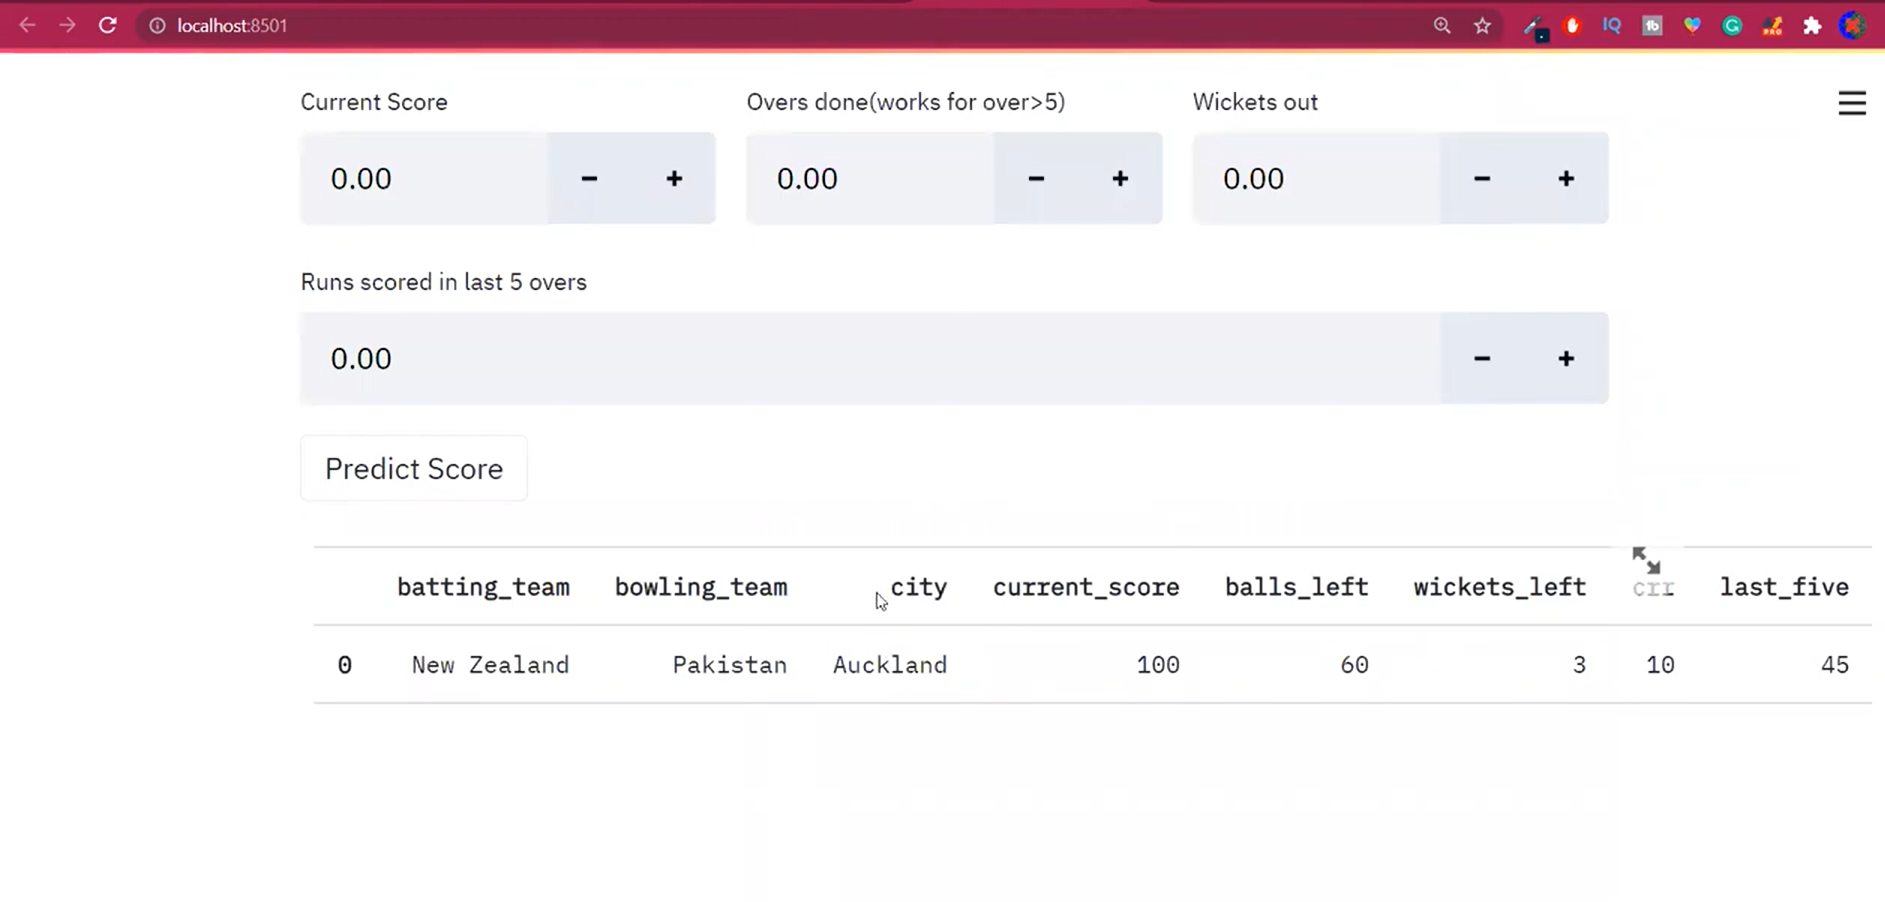 localhost:8501
Current Score Overs done(works for over>5) Wickets out
0.00 − + 0.00 − + 0.00 − +
Runs scored in last 5 overs
0.00 − +
Predict Score
batting_team bowling_team city current_score balls_left wickets_left crr last_five
0 New Zealand Pakistan Auckland 100 60 3 10 45